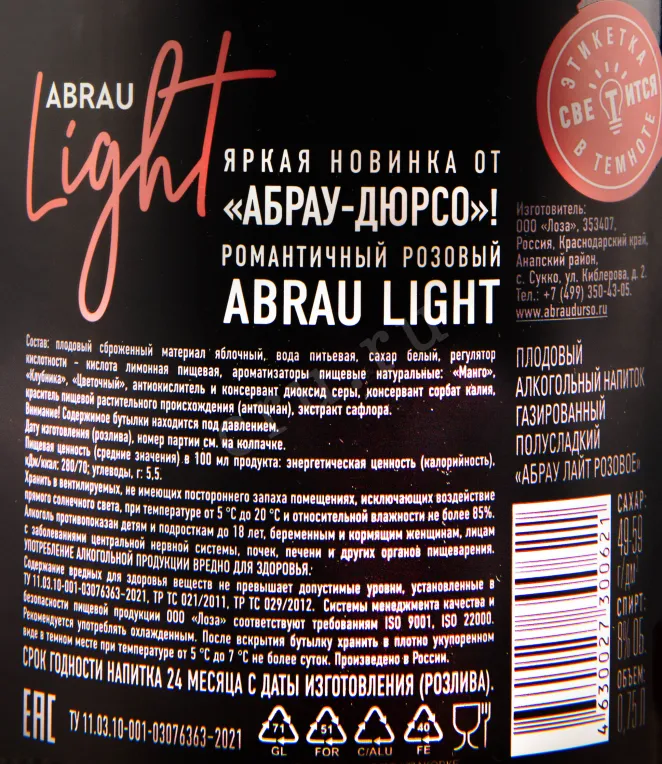 ABRAU
Light
ЯРКАЯ НОВИНКА ОТ
«АБРАУ-ДЮРСО»!
РОМАНТИЧНЫЙ РОЗОВЫЙ
ABRAU LIGHT
ЭТИКЕТКА
СВЕТИТСЯ
В ТЕМНОТЕ
Изготовитель:
ООО «Лоза», 353407,
Россия, Краснодарский край,
Анапский район,
с. Сукко, ул. Киблерова, д. 2.
Тел.: +7 (499) 350-43-05.
www.abraudurso.ru
Состав: плодовый сброженный материал яблочный, вода питьевая, сахар белый, регулятор
кислотности - кислота лимонная пищевая, ароматизаторы пищевые натуральные: «Манго»,
«Клубника», «Цветочный», антиокислитель и консервант диоксид серы, консервант сорбат калия,
краситель пищевой растительного происхождения (антоциан), экстракт сафлора.
Внимание! Содержимое бутылки находится под давлением.
Дату изготовления (розлива), номер партии см. на колпачке.
Пищевая ценность (средние значения) в 100 мл продукта: энергетическая ценность (калорийность),
кДж/ккал: 280/70; углеводы, г: 5,5.
Хранить в вентилируемых, не имеющих постороннего запаха помещениях, исключающих воздействие
прямого солнечного света, при температуре от 5 °С до 20 °С и относительной влажности не более 85%.
Алкоголь противопоказан детям и подросткам до 18 лет, беременным и кормящим женщинам, лицам
с заболеваниями центральной нервной системы, почек, печени и других органов пищеварения.
УПОТРЕБЛЕНИЕ АЛКОГОЛЬНОЙ ПРОДУКЦИИ ВРЕДНО ДЛЯ ЗДОРОВЬЯ.
Содержание вредных для здоровья веществ не превышает допустимые уровни, установленные в
ТУ 11.03.10-001-03076363-2021, ТР ТС 021/2011, ТР ТС 029/2012. Системы менеджмента качества и
безопасности пищевой продукции ООО «Лоза» соответствуют требованиям ISO 9001, ISO 22000.
Рекомендуется употреблять охлажденным. После вскрытия бутылку хранить в плотно укупоренном
виде в темном месте при температуре от 5 °С до 7 °С не более суток. Произведено в России.
СРОК ГОДНОСТИ НАПИТКА 24 МЕСЯЦА С ДАТЫ ИЗГОТОВЛЕНИЯ (РОЗЛИВА).
ПЛОДОВЫЙ
АЛКОГОЛЬНЫЙ НАПИТОК
ГАЗИРОВАННЫЙ
ПОЛУСЛАДКИЙ
«АБРАУ ЛАЙТ РОЗОВОЕ»
4630027300621
САХАР:
49-59
г/дм³
СПИРТ:
8% ОБ.
ОБЪЕМ:
0,75 Л
EAC
ТУ 11.03.10-001-03076363-2021
71
GL
51
FOR
C/ALU
40
FE